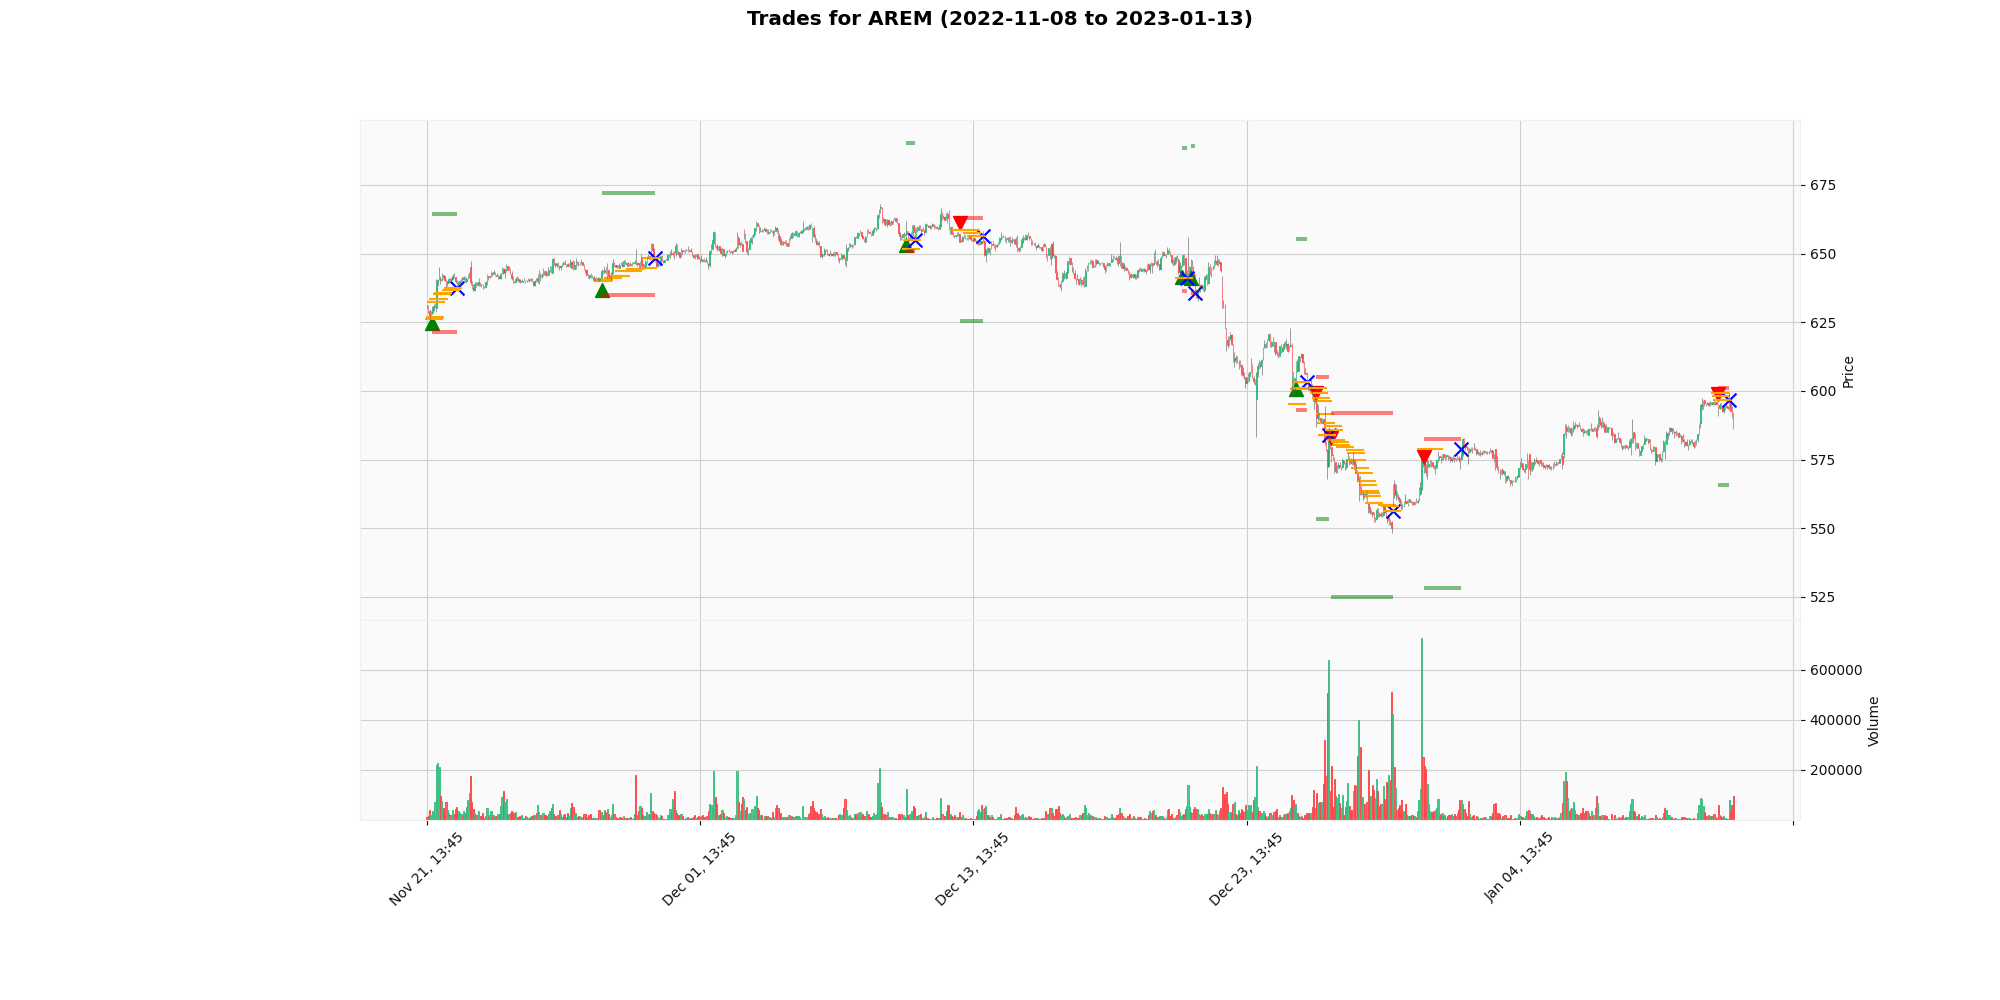 Trades for AREM (2022-11-08 to 2023-01-13)
675
650
625
600
575
550
525
Price
600000
400000
200000
Volume
Nov 21, 13:45
Dec 01, 13:45
Dec 13, 13:45
Dec 23, 13:45
Jan 04, 13:45